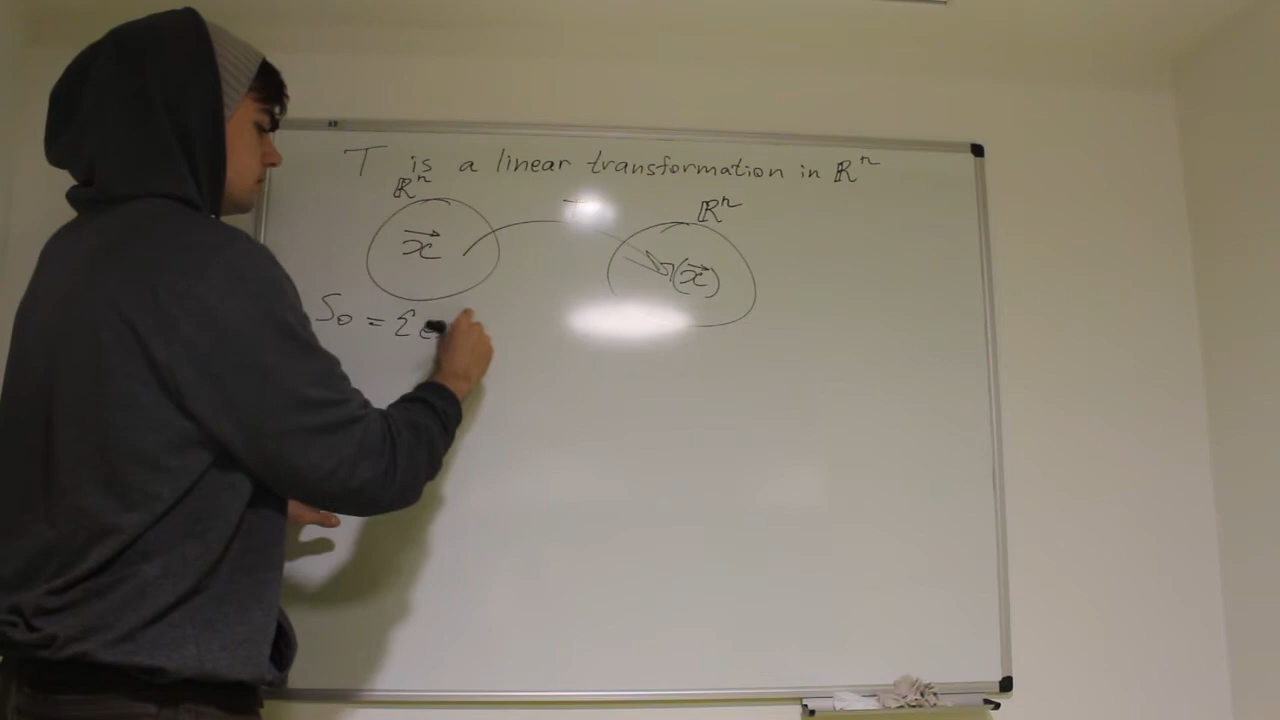 T is a linear transformation in ℝⁿ
ℝⁿ
ℝⁿ
x⃗
T(x⃗)
S₀ = {e